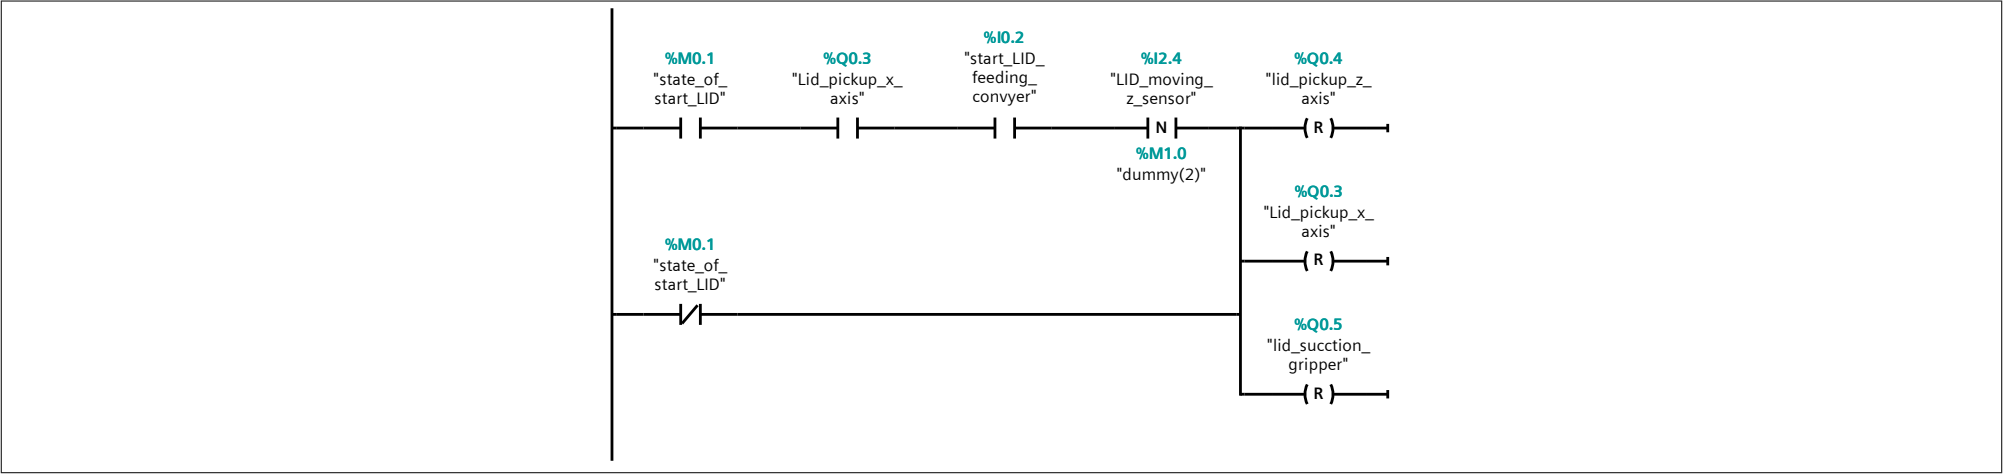 %M0.1
"state_of_
start_LID"
%Q0.3
"Lid_pickup_x_
axis"
%I0.2
"start_LID_
feeding_
convyer"
%I2.4
"LID_moving_
z_sensor"
N
%M1.0
"dummy(2)"
%Q0.4
"lid_pickup_z_
axis"
R
%Q0.3
"Lid_pickup_x_
axis"
R
%M0.1
"state_of_
start_LID"
%Q0.5
"lid_sucction_
gripper"
R